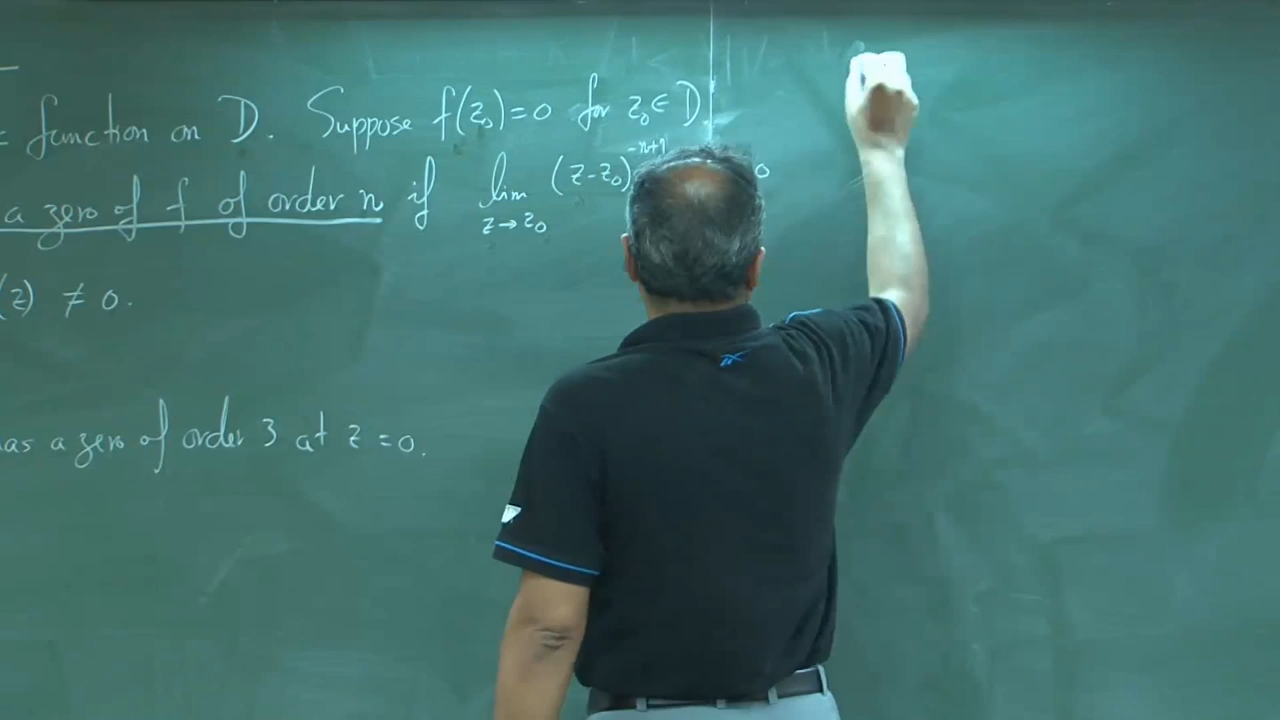 function on D. Suppose f(z₀)=0 for z₀∈D.
a zero of f of order n if lim z→z₀ (z-z₀)⁻ⁿ⁺¹ 0
(z) ≠ 0.
has a zero of order 3 at z=0.